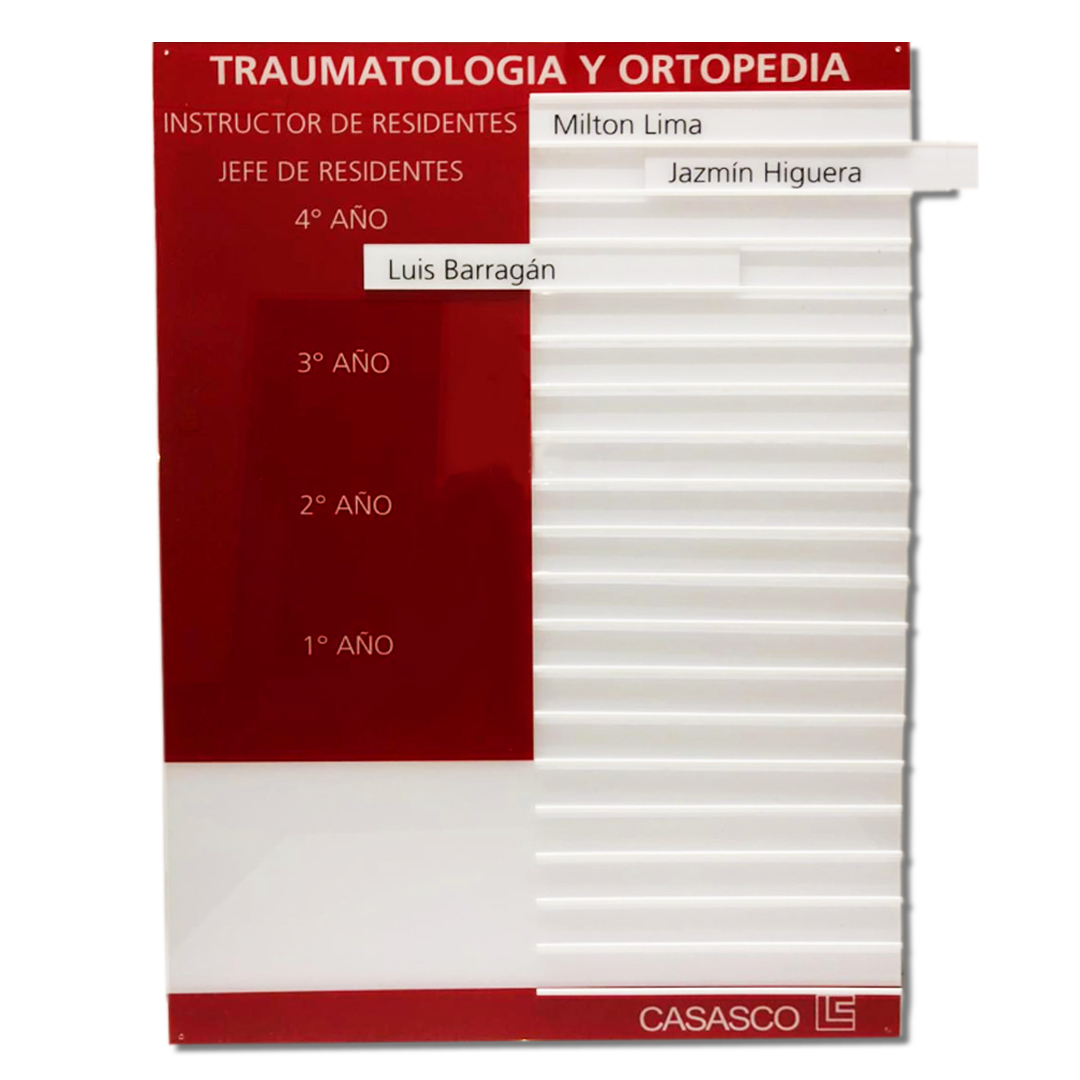 TRAUMATOLOGIA Y ORTOPEDIA
INSTRUCTOR DE RESIDENTES Milton Lima
JEFE DE RESIDENTES Jazmín Higuera
4° AÑO
Luis Barragán
3° AÑO
2° AÑO
1° AÑO
CASASCO